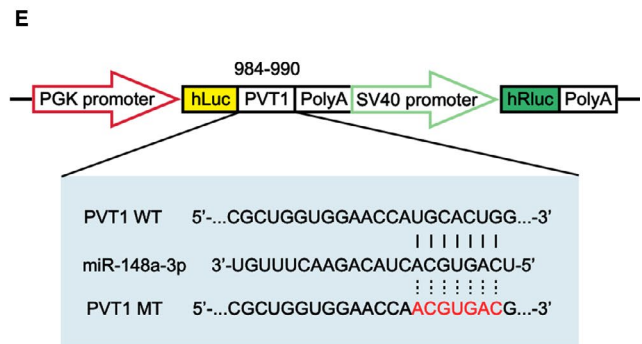 E
984-990
PGK promoter hLuc PVT1 PolyA SV40 promoter hRluc PolyA
PVT1 WT 5'-...CGCUGGUGGAACCAUGCACUGG...-3'
miR-148a-3p 3'-UGUUUCAAGACAUCACGUGACU-5'
PVT1 MT 5'-...CGCUGGUGGAACCAACGUGACG...-3'